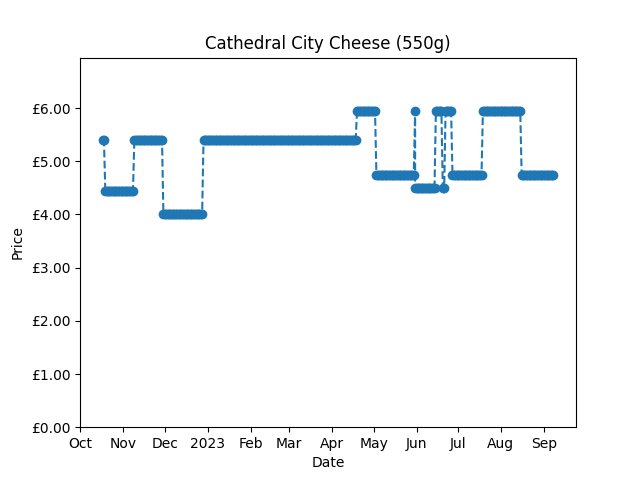 Cathedral City Cheese (550g)
£6.00
£5.00
£4.00
£3.00
£2.00
£1.00
£0.00
Price
Oct Nov Dec 2023 Feb Mar Apr May Jun Jul Aug Sep
Date